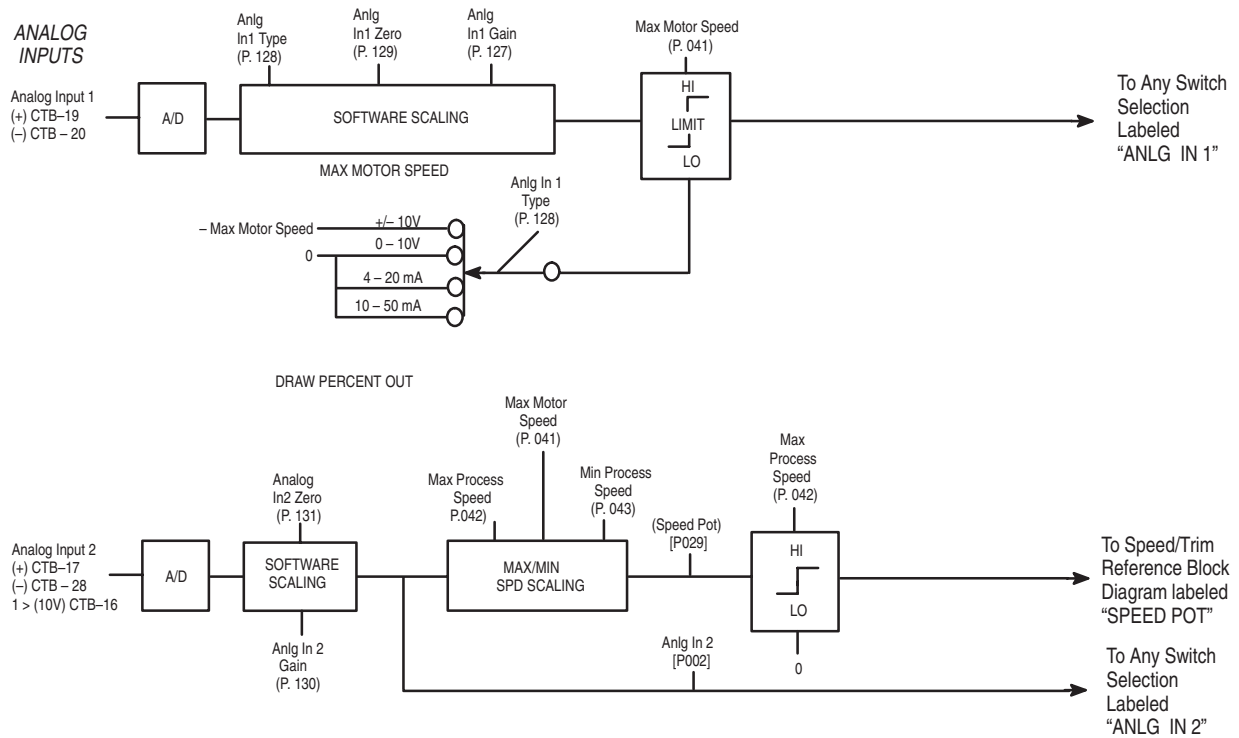 ANALOG
INPUTS
Anlg
In1 Type
(P. 128)
Anlg
In1 Zero
(P. 129)
Anlg
In1 Gain
(P. 127)
Max Motor Speed
(P. 041)
Analog Input 1
(+) CTB–19
(–) CTB – 20
A/D
SOFTWARE SCALING
HI
LIMIT
LO
To Any Switch
Selection
Labeled
“ANLG IN 1”
MAX MOTOR SPEED
Anlg In 1
Type
(P. 128)
– Max Motor Speed
+/– 10V
0
0 – 10V
4 – 20 mA
10 – 50 mA
DRAW PERCENT OUT
Max Motor
Speed
(P. 041)
Analog
In2 Zero
(P. 131)
Max Process
Speed
P.042)
Min Process
Speed
(P. 043)
(Speed Pot)
[P029]
Max
Process
Speed
(P. 042)
Analog Input 2
(+) CTB–17
(–) CTB – 28
1 > (10V) CTB–16
A/D
SOFTWARE
SCALING
MAX/MIN
SPD SCALING
HI
LO
0
To Speed/Trim
Reference Block
Diagram labeled
“SPEED POT”
Anlg In 2
Gain
(P. 130)
Anlg In 2
[P002]
To Any Switch
Selection
Labeled
“ANLG IN 2”